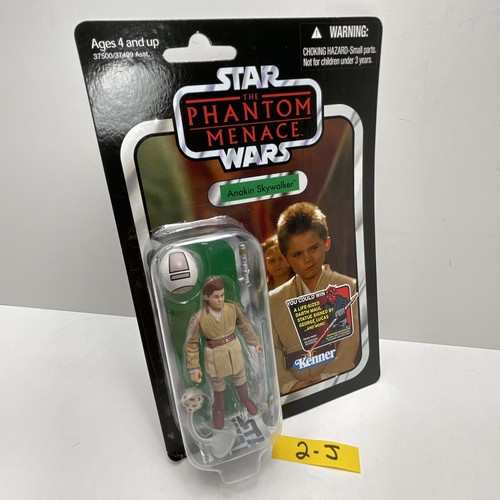 Ages 4 and up
37500/37499 Asst.
WARNING:
CHOKING HAZARD-Small parts.
Not for children under 3 years.
STAR
THE
PHANTOM
MENACE
WARS
Anakin Skywalker
YOU COULD WIN
A LIFE-SIZED
DARTH MAUL
STATUE SIGNED BY
GEORGE LUCAS
...AND MORE!
Kenner
2-J